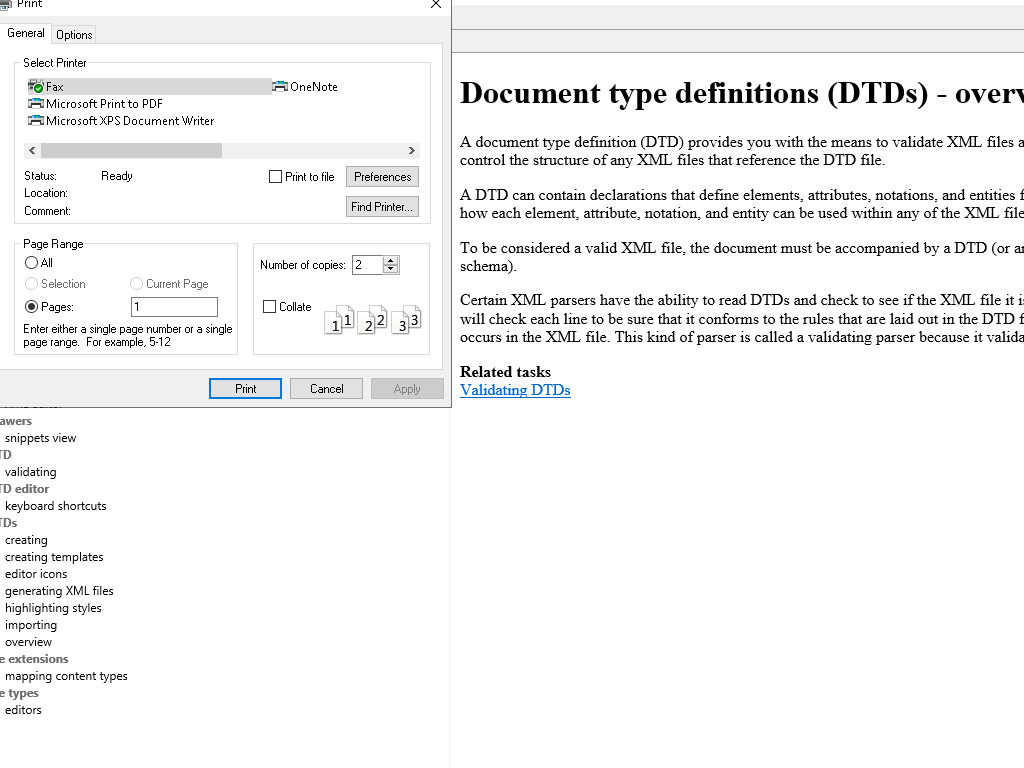 Print
General
Options
Select Printer
Fax
OneNote
Microsoft Print to PDF
Microsoft XPS Document Writer
Status:
Ready
Print to file
Preferences
Location:
Comment:
Find Printer...
Page Range
All
Selection
Current Page
Pages:
1
Enter either a single page number or a single
page range. For example, 5-12
Number of copies:
2
Collate
1 1 2 2 3 3
Print
Cancel
Apply
awers
snippets view
TD
validating
TD editor
keyboard shortcuts
TDs
creating
creating templates
editor icons
generating XML files
highlighting styles
importing
overview
e extensions
mapping content types
e types
editors
Document type definitions (DTDs) - overv
A document type definition (DTD) provides you with the means to validate XML files a
control the structure of any XML files that reference the DTD file.
A DTD can contain declarations that define elements, attributes, notations, and entities f
how each element, attribute, notation, and entity can be used within any of the XML file
To be considered a valid XML file, the document must be accompanied by a DTD (or an
schema).
Certain XML parsers have the ability to read DTDs and check to see if the XML file it is
will check each line to be sure that it conforms to the rules that are laid out in the DTD f
occurs in the XML file. This kind of parser is called a validating parser because it valida
Related tasks
Validating DTDs